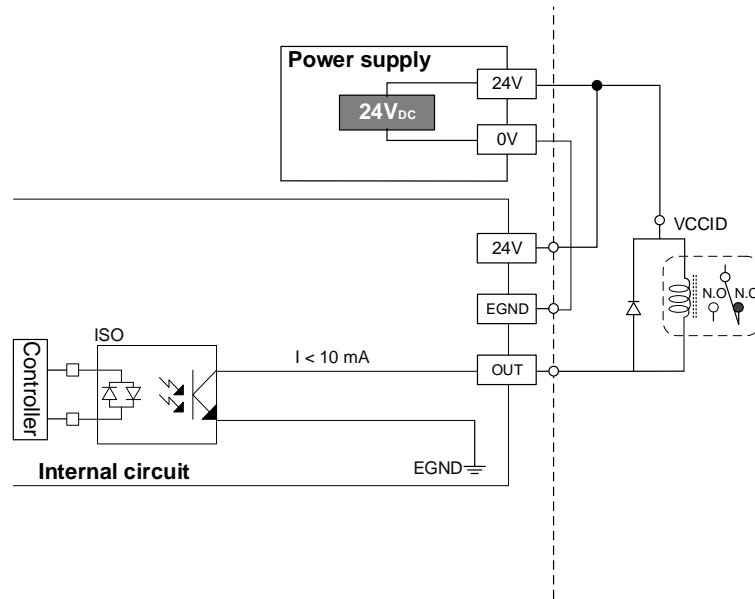 Power supply
24V
24VDC
0V
VCCID
24V
N.O N.C
EGND
ISO
I < 10 mA
OUT
Controller
EGND
Internal circuit